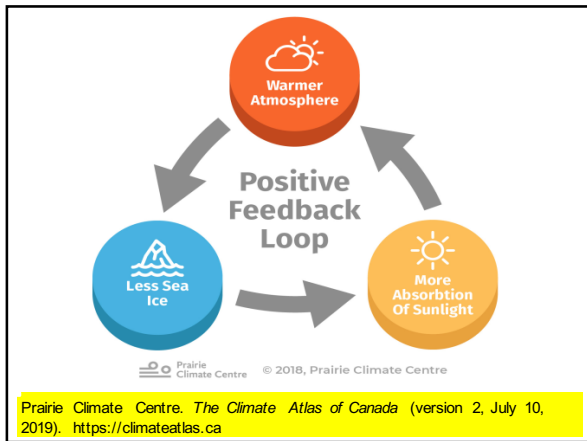 Warmer
Atmosphere
Positive
Feedback
Loop
Less Sea
Ice
More
Absorbtion
Of Sunlight
Prairie
Climate Centre
© 2018, Prairie Climate Centre
Prairie Climate Centre. The Climate Atlas of Canada (version 2, July 10,
2019). https://climateatlas.ca